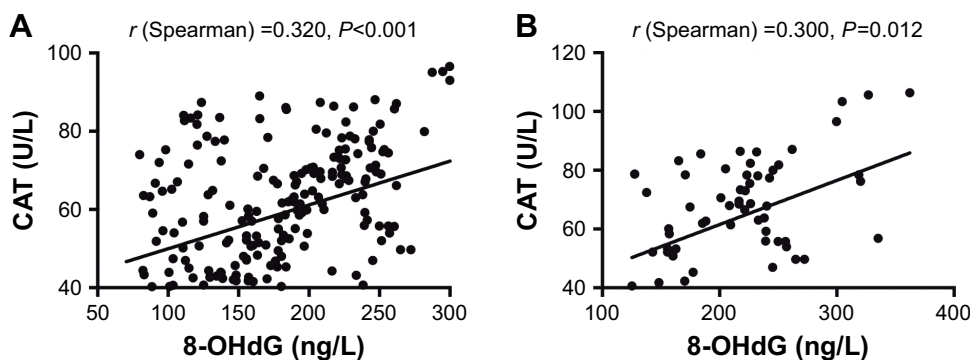 A
r (Spearman) =0.320, P<0.001
CAT (U/L)
100
80
60
40
50
100
150
200
250
300
8-OHdG (ng/L)
B
r (Spearman) =0.300, P=0.012
CAT (U/L)
120
100
80
60
40
100
200
300
400
8-OHdG (ng/L)